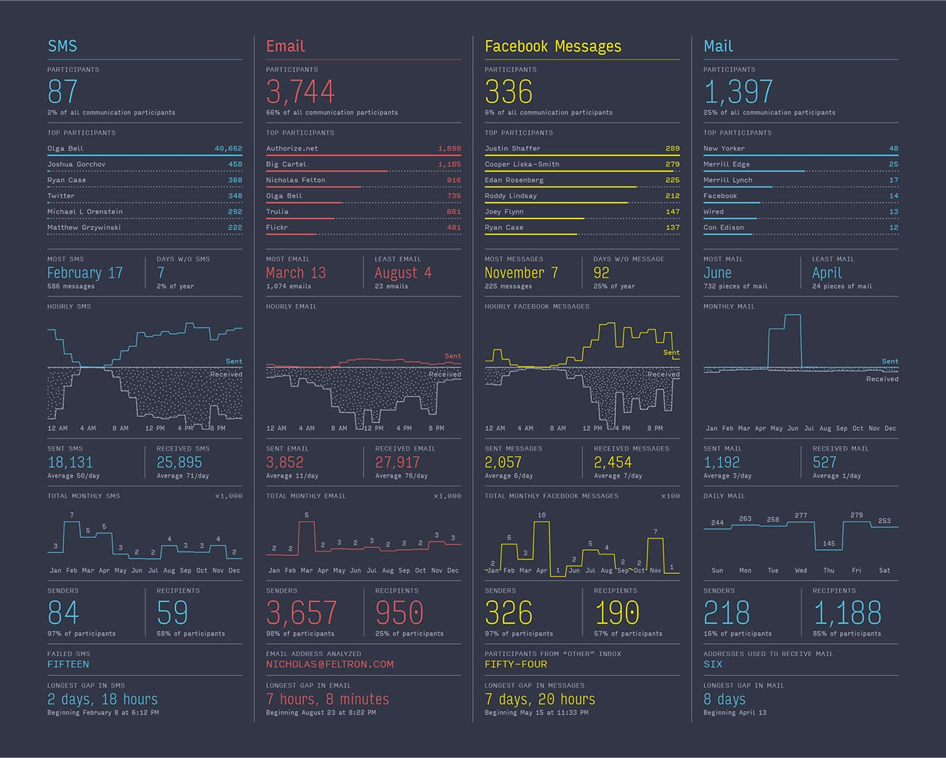 SMS
PARTICIPANTS
87
2% of all communication participants
TOP PARTICIPANTS
Olga Bell 40,662
Joshua Gorchov 458
Ryan Case 368
Twitter 348
Michael L Orenstein 292
Matthew Grzywinski 222
MOST SMS
February 17
586 messages
DAYS W/O SMS
7
2% of year
HOURLY SMS
Sent
Received
12 AM 4 AM 8 AM 12 PM 4 PM 8 PM
SENT SMS
18,131
Average 50/day
RECEIVED SMS
25,895
Average 71/day
TOTAL MONTHLY SMS ×1,000
3 7 5 5 3 2 2 4 3 3 4 2
Jan Feb Mar Apr May Jun Jul Aug Sep Oct Nov Dec
SENDERS
84
97% of participants
RECIPIENTS
59
68% of participants
FAILED SMS
FIFTEEN
LONGEST GAP IN SMS
2 days, 18 hours
Beginning February 9 at 6:12 PM
Email
PARTICIPANTS
3,744
66% of all communication participants
TOP PARTICIPANTS
Authorize.net 1,899
Big Cartel 1,185
Nicholas Felton 916
Olga Bell 735
Trulia 661
Flickr 481
MOST EMAIL
March 13
1,074 emails
LEAST EMAIL
August 4
23 emails
HOURLY EMAIL
Sent
Received
12 AM 4 AM 8 AM 12 PM 4 PM 8 PM
SENT EMAIL
3,852
Average 11/day
RECEIVED EMAIL
27,917
Average 76/day
TOTAL MONTHLY EMAIL ×1,000
2 2 5 2 3 2 3 2 2 2 3 3
Jan Feb Mar Apr May Jun Jul Aug Sep Oct Nov Dec
SENDERS
3,657
98% of participants
RECIPIENTS
950
25% of participants
EMAIL ADDRESS ANALYZED
NICHOLAS@FELTRON.COM
LONGEST GAP IN EMAIL
7 hours, 8 minutes
Beginning August 23 at 8:22 PM
Facebook Messages
PARTICIPANTS
336
6% of all communication participants
TOP PARTICIPANTS
Justin Shaffer 289
Cooper Liska-Smith 279
Edan Rosenberg 225
Roddy Lindsay 212
Joey Flynn 147
Ryan Case 137
MOST MESSAGES
November 7
225 messages
DAYS W/O MESSAGE
92
25% of year
HOURLY FACEBOOK MESSAGES
Sent
Received
12 AM 4 AM 8 AM 12 PM 4 PM 8 PM
SENT MESSAGES
2,057
Average 6/day
RECEIVED MESSAGES
2,454
Average 7/day
TOTAL MONTHLY FACEBOOK MESSAGES ×100
2 6 3 10 1 2 5 4 2 2 7 1
Jan Feb Mar Apr Jun Jul Aug Sep Oct Nov
SENDERS
326
97% of participants
RECIPIENTS
190
57% of participants
PARTICIPANTS FROM “OTHER” INBOX
FIFTY-FOUR
LONGEST GAP IN MESSAGES
7 days, 20 hours
Beginning May 15 at 11:33 PM
Mail
PARTICIPANTS
1,397
25% of all communication participants
TOP PARTICIPANTS
New Yorker 48
Merrill Edge 25
Merrill Lynch 17
Facebook 14
Wired 13
Con Edison 12
MOST MAIL
June
732 pieces of mail
LEAST MAIL
April
24 pieces of mail
MONTHLY MAIL
Sent
Received
Jan Feb Mar Apr May Jun Jul Aug Sep Oct Nov Dec
SENT MAIL
1,192
Average 3/day
RECEIVED MAIL
527
Average 1/day
DAILY MAIL
244 263 258 277 145 279 253
Sun Mon Tue Wed Thu Fri Sat
SENDERS
218
16% of participants
RECIPIENTS
1,188
85% of participants
ADDRESSES USED TO RECEIVE MAIL
SIX
LONGEST GAP IN MAIL
8 days
Beginning April 13